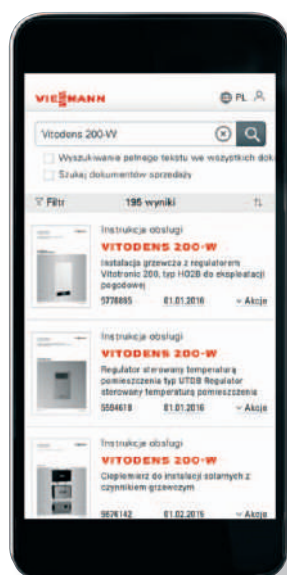 VIESSMANN
PL
Vitodens 200-W
Wyszukiwanie pełnego tekstu we wszystkich dok
Szukaj dokumentów sprzedaży
Filtr 195 wyniki
Instrukcja obsługi
VITODENS 200-W
Instalacja grzewcza z regulatorem
Vitotronic 200, typ HO2B do eksploatacji
pogodowej
01.01.2016 Akcje
Instrukcja obsługi
VITODENS 200-W
Regulator sterowany temperaturą
pomieszczenia typ UTDB Regulator
sterowany temperaturą pomieszczenia
01.01.2016 Akcje
Instrukcja obsługi
VITODENS 200-W
Ciepłomierz do instalacji solarnych z
czynnikiem grzewczym
5676142 01.02.2015 Akcje